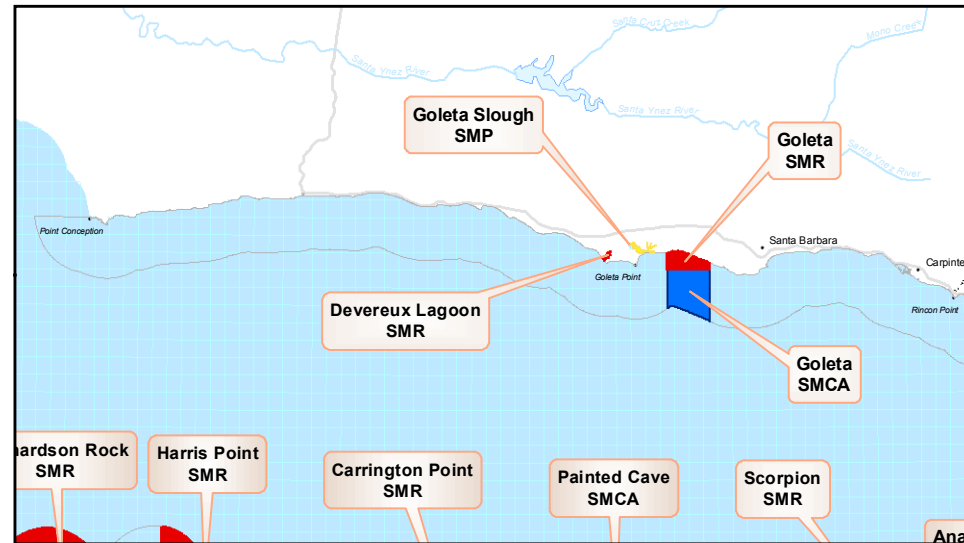 Santa Cruz Creek
Mono Creek
Santa Ynez River
Santa Ynez River
Santa Ynez River
Goleta Slough
SMP
Goleta
SMR
Point Conception
Santa Barbara
Carpinte
Goleta Point
Rincon Point
Devereux Lagoon
SMR
Goleta
SMCA
hardson Rock
SMR
Harris Point
SMR
Carrington Point
SMR
Painted Cave
SMCA
Scorpion
SMR
Ana